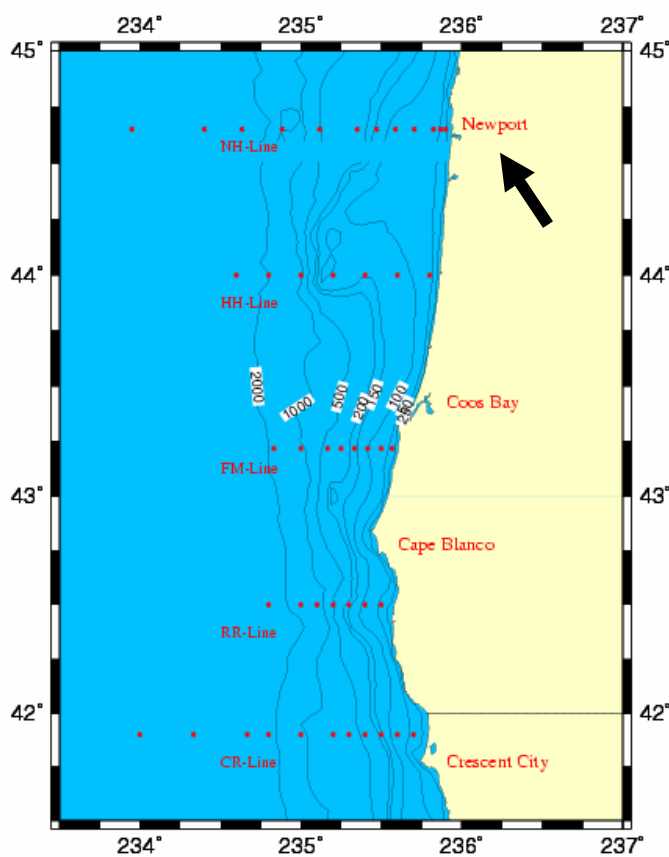 234° 235° 236° 237°
45° 45°
Newport
NH-Line
44° 44°
HH-Line
2000 1000 500 200 150 100
Coos Bay
FM-Line
43° 43°
Cape Blanco
RR-Line
42° 42°
CR-Line Crescent City
234° 235° 236° 237°